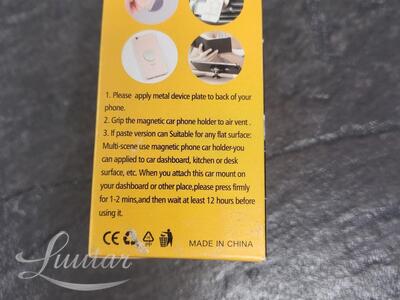 1. Please apply metal device plate to back of your
phone.
2. Grip the magnetic car phone holder to air vent .
3. If paste version can Suitable for any flat surface:
Multi-scene use magnetic phone car holder-you
can applied to car dashboard, kitchen or desk
surface, etc. When you attach this car mount on
your dashboard or other place,please press firmly
for 1-2 mins,and then wait at least 12 hours before
using it.
CE PP MADE IN CHINA
Luutar